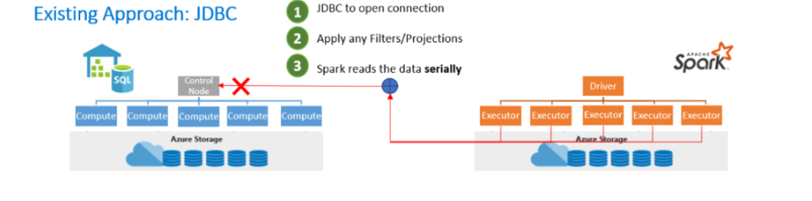 Existing Approach: JDBC
1 JDBC to open connection
2 Apply any Filters/Projections
3 Spark reads the data serially
SQL
APACHE
Spark
Control
Node
Driver
Compute Compute Compute Compute Compute
Executor Executor Executor Executor Executor
Azure Storage
Azure Storage